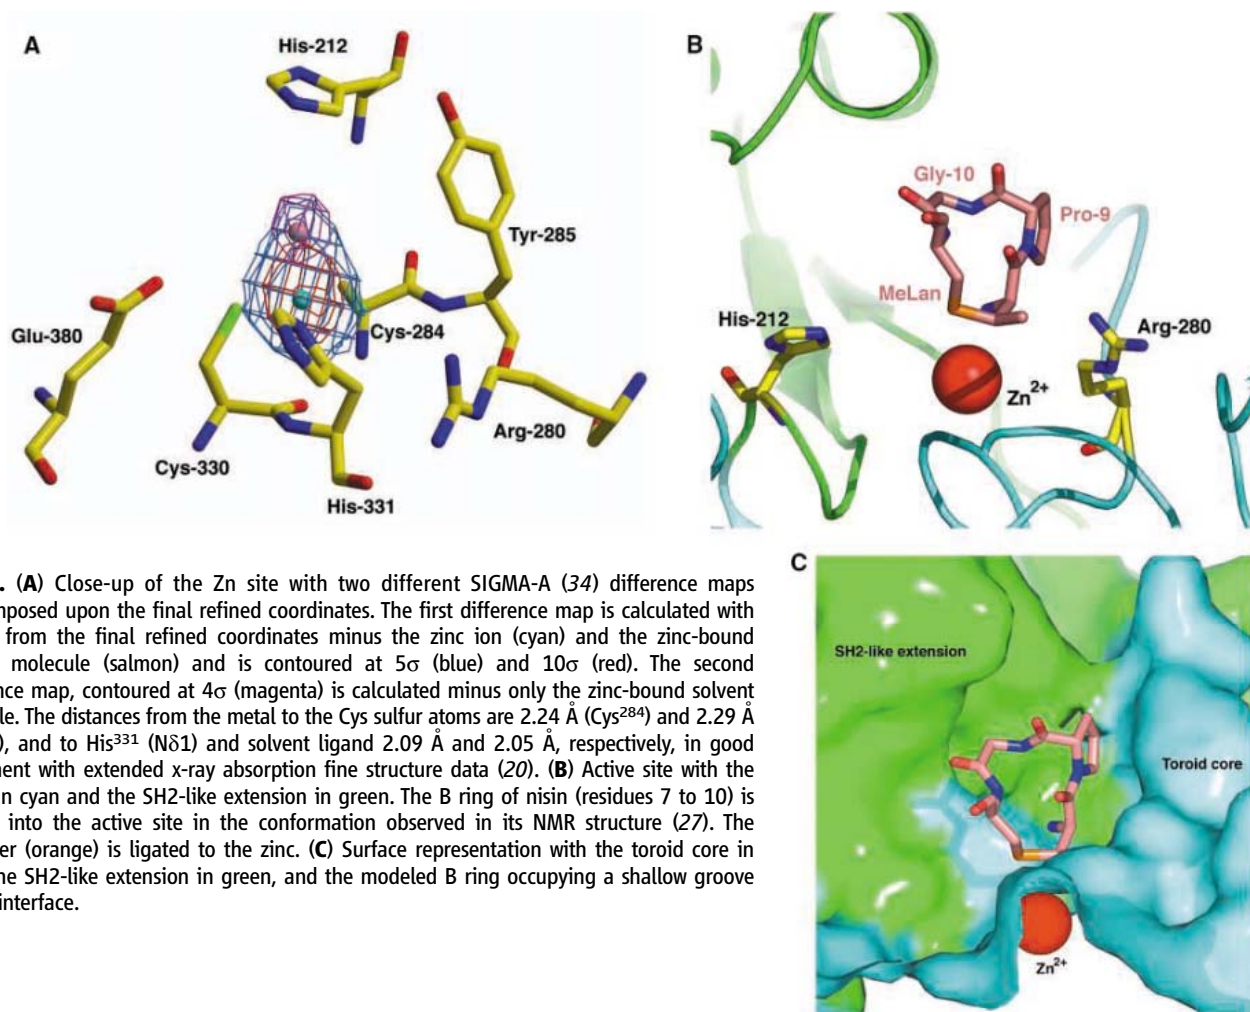 A
His-212
Tyr-285
Glu-380
Cys-284
Arg-280
Cys-330
His-331
B
Gly-10
Pro-9
MeLan
His-212
Arg-280
Zn2+
C
SH2-like extension
Toroid core
Zn2+
. (A) Close-up of the Zn site with two different SIGMA-A (34) difference maps
mposed upon the final refined coordinates. The first difference map is calculated with
from the final refined coordinates minus the zinc ion (cyan) and the zinc-bound
molecule (salmon) and is contoured at 5σ (blue) and 10σ (red). The second
nce map, contoured at 4σ (magenta) is calculated minus only the zinc-bound solvent
le. The distances from the metal to the Cys sulfur atoms are 2.24 Å (Cys284) and 2.29 Å
), and to His331 (Nδ1) and solvent ligand 2.09 Å and 2.05 Å, respectively, in good
ment with extended x-ray absorption fine structure data (20). (B) Active site with the
n cyan and the SH2-like extension in green. The B ring of nisin (residues 7 to 10) is
into the active site in the conformation observed in its NMR structure (27). The
er (orange) is ligated to the zinc. (C) Surface representation with the toroid core in
he SH2-like extension in green, and the modeled B ring occupying a shallow groove
interface.